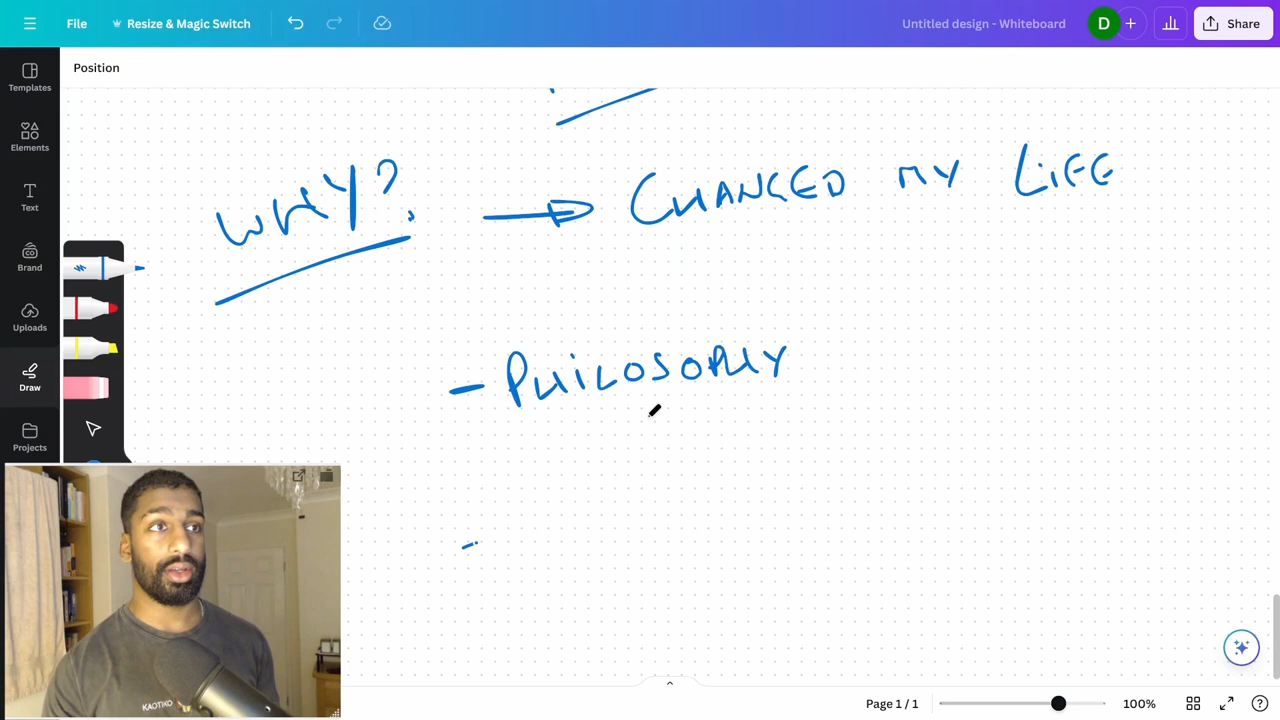 File
Resize & Magic Switch
Untitled design - Whiteboard
D
+
Share
Templates
Position
Elements
WHY?
CHANGED MY LIFE
Text
Brand
Uploads
- PHILOSOPHY
Draw
Projects
-
KAOTIKO
Page 1 / 1
100%